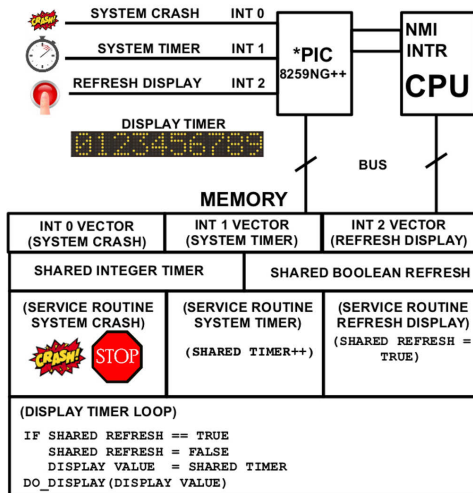 SYSTEM CRASH INT 0
SYSTEM TIMER INT 1
REFRESH DISPLAY INT 2
*PIC
8259NG++
NMI
INTR
CPU
DISPLAY TIMER
0123456789
BUS
MEMORY
INT 0 VECTOR
(SYSTEM CRASH)
INT 1 VECTOR
(SYSTEM TIMER)
INT 2 VECTOR
(REFRESH DISPLAY)
SHARED INTEGER TIMER
SHARED BOOLEAN REFRESH
(SERVICE ROUTINE
SYSTEM CRASH)
CRASH!
STOP
(SERVICE ROUTINE
SYSTEM TIMER)
(SHARED TIMER++)
(SERVICE ROUTINE
REFRESH DISPLAY)
(SHARED REFRESH =
TRUE)
(DISPLAY TIMER LOOP)
IF SHARED REFRESH == TRUE
SHARED REFRESH = FALSE
DISPLAY VALUE = SHARED TIMER
DO_DISPLAY(DISPLAY VALUE)